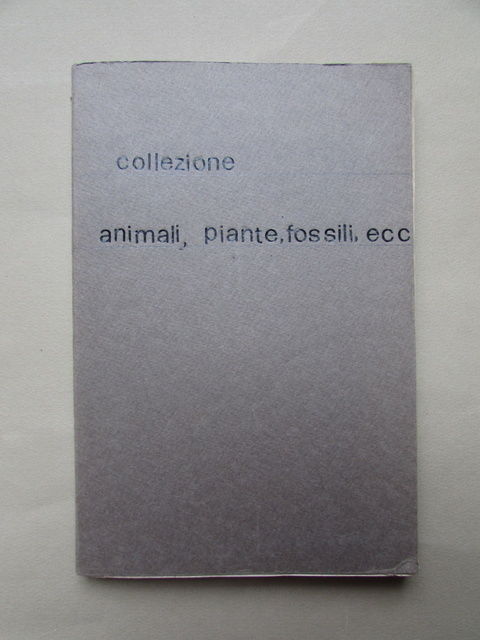 collezione
animali, piante, fossili, ecc